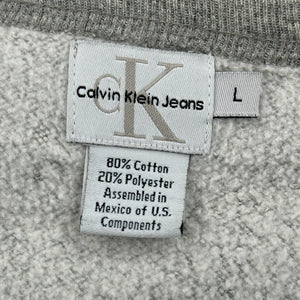 CK
Calvin Klein Jeans
L
80% Cotton
20% Polyester
Assembled in
Mexico of U.S.
Components